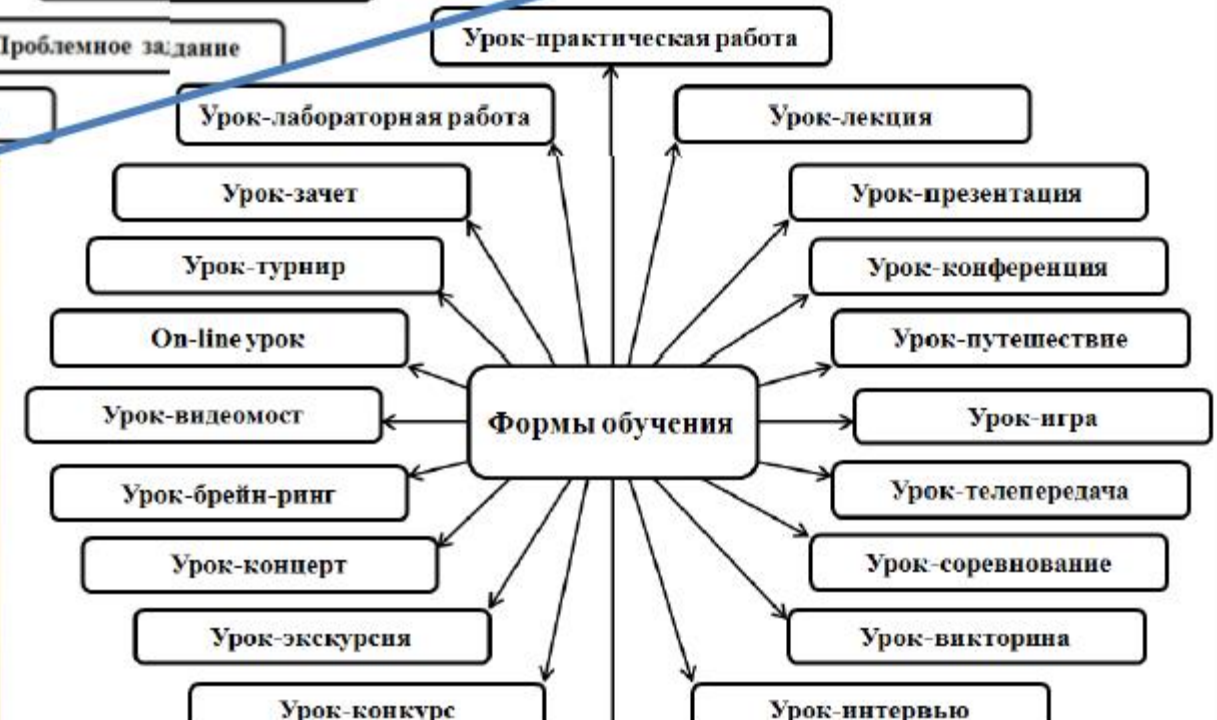 Проблемное задание
Урок-практическая работа
Урок-лабораторная работа
Урок-лекция
Урок-зачет
Урок-презентация
Урок-турнир
Урок-конференция
On-line урок
Урок-путешествие
Урок-видеомост
Формы обучения
Урок-игра
Урок-брейн-ринг
Урок-телепередача
Урок-концерт
Урок-соревнование
Урок-экскурсия
Урок-викторина
Урок-конкурс
Урок-интервью